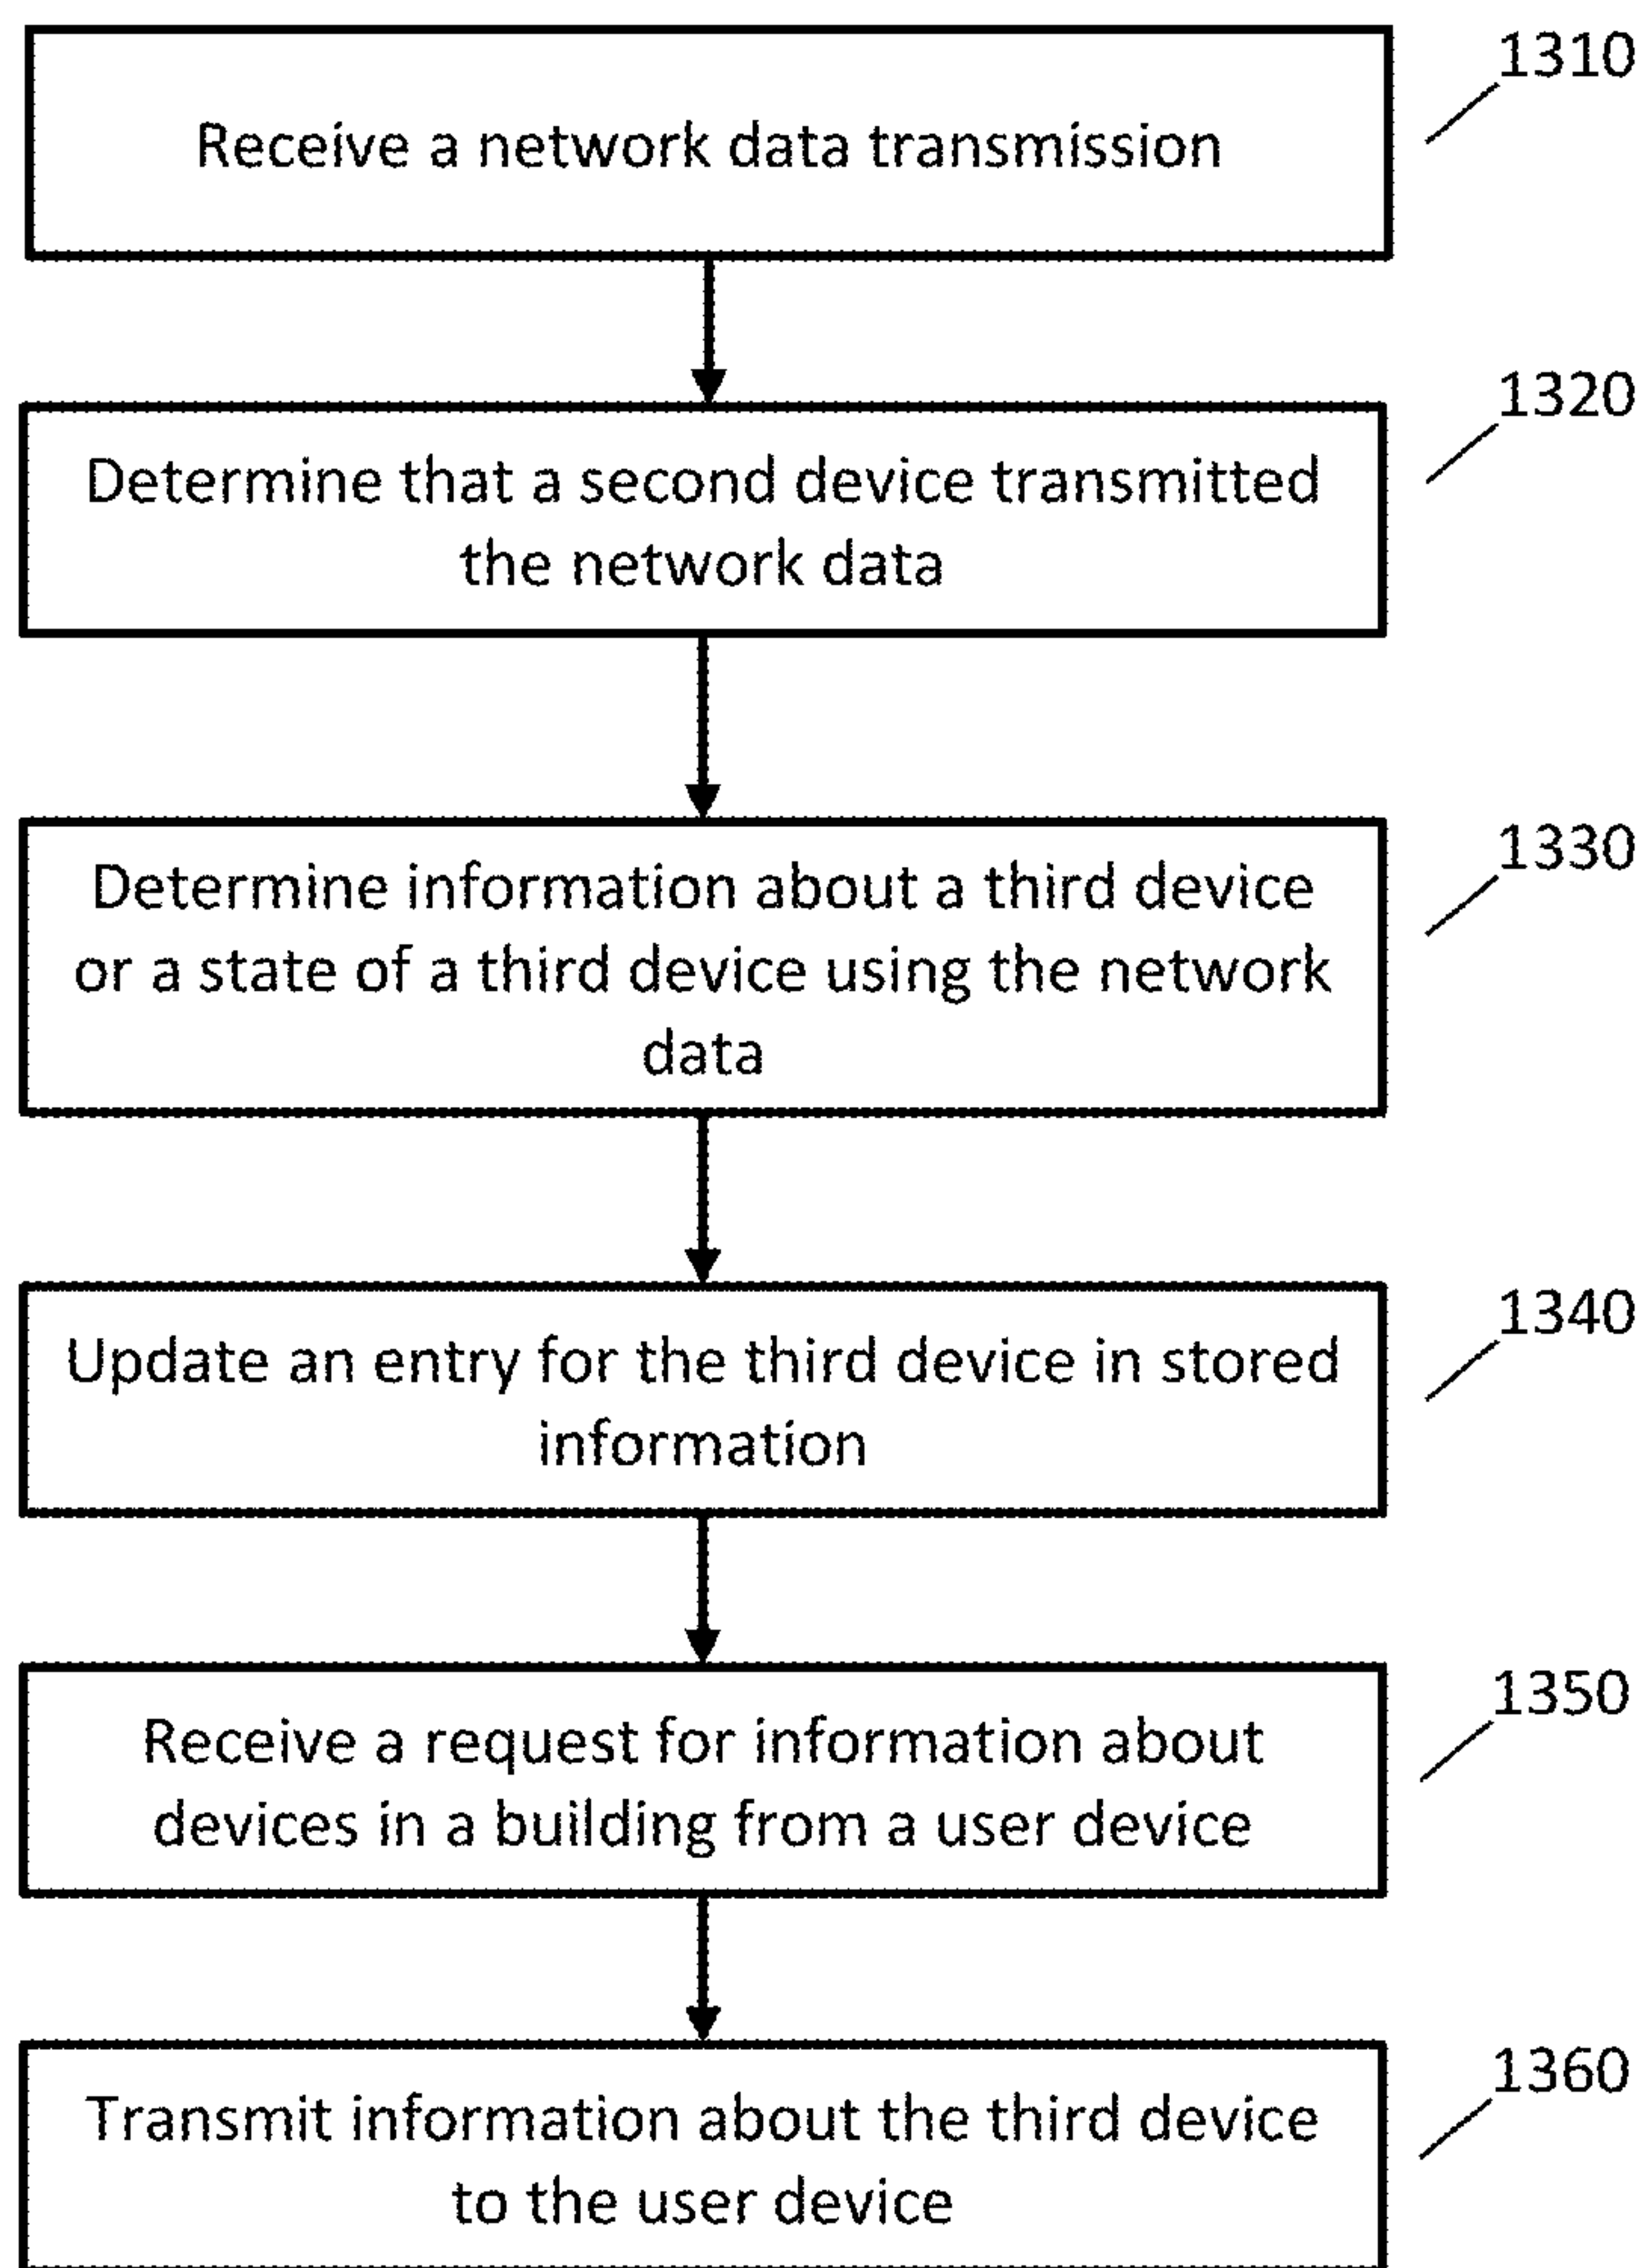 1310
Receive a network data transmission
1320
Determine that a second device transmitted
the network data
1330
Determine information about a third device
or a state of a third device using the network
data
1340
Update an entry for the third device in stored
information
1350
Receive a request for information about
devices in a building from a user device
1360
Transmit information about the third device
to the user device